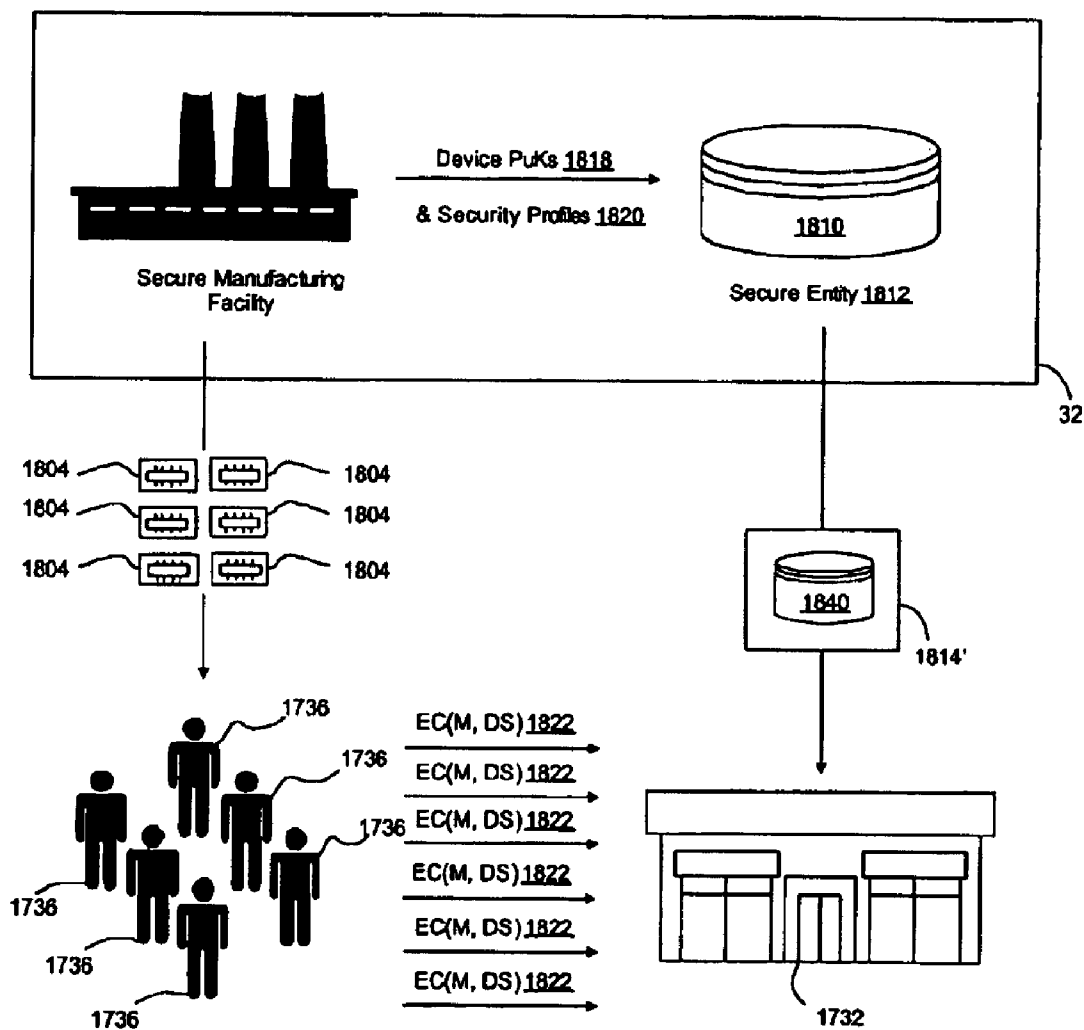 Device PuKs 1818
& Security Profiles 1820
1810
Secure Manufacturing
Facility
Secure Entity 1812
32
1804
1804
1804
1804
1804
1804
1840
1814'
1736
1736
1736
1736
1736
1736
EC(M, DS) 1822
EC(M, DS) 1822
EC(M, DS) 1822
EC(M, DS) 1822
EC(M, DS) 1822
EC(M, DS) 1822
1732